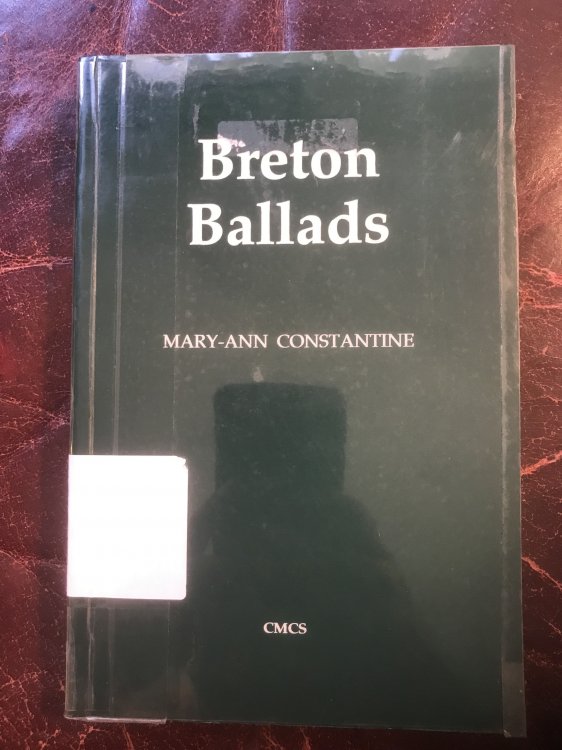 Breton
Ballads
MARY-ANN CONSTANTINE
CMCS